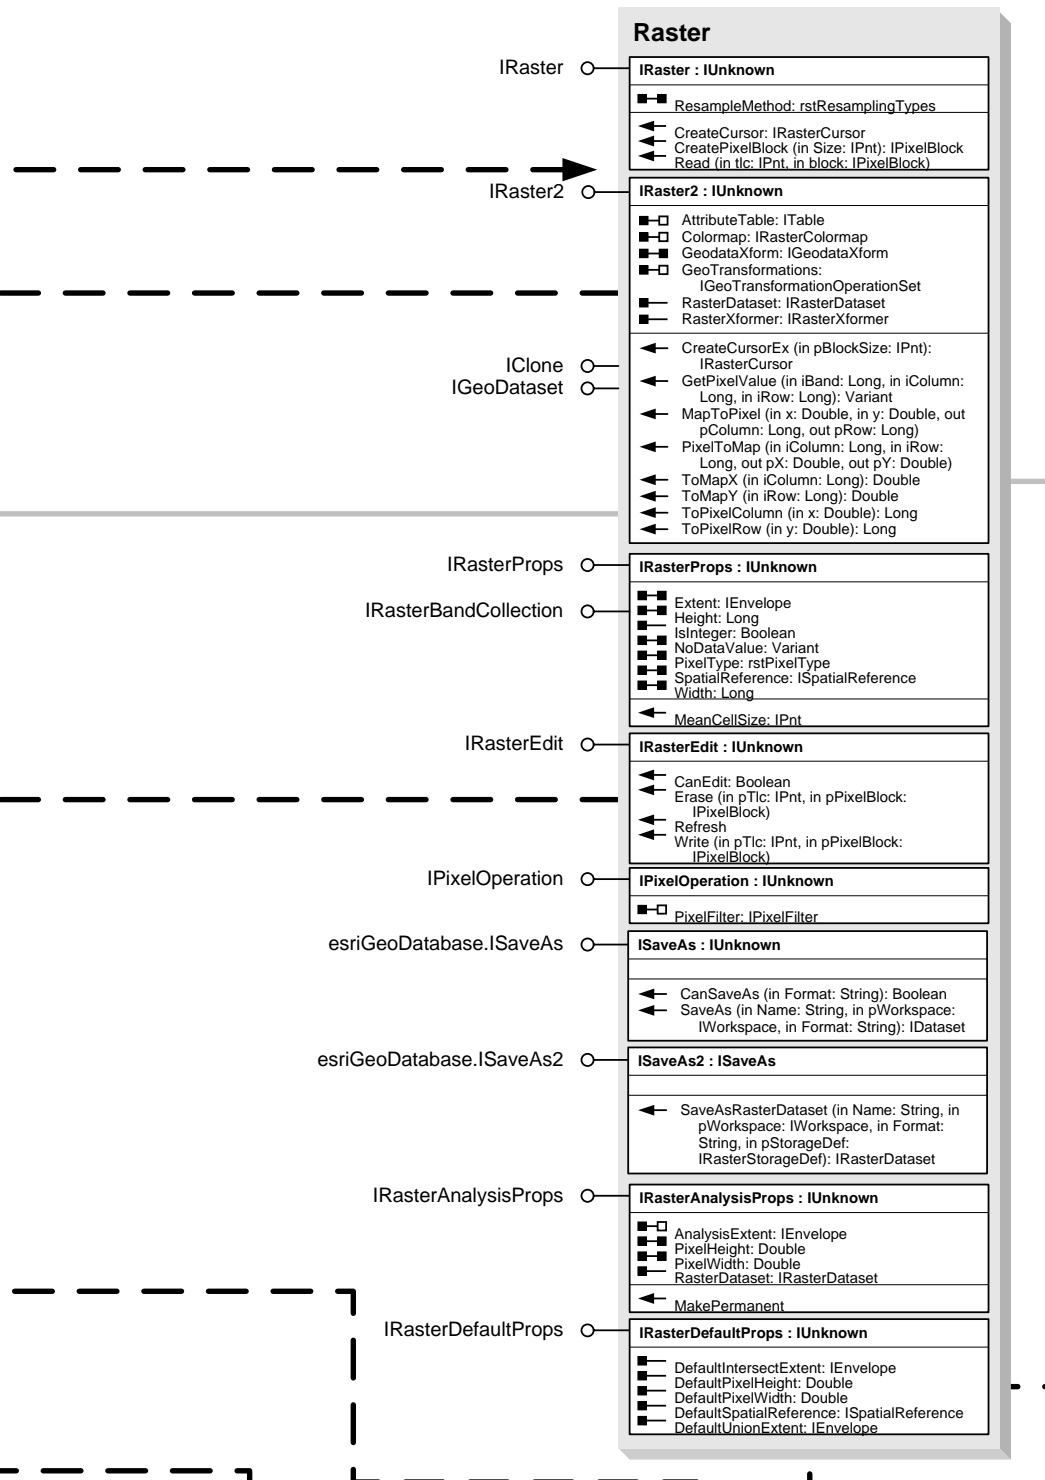 Raster
IRaster
IRaster : IUnknown
ResampleMethod: rstResamplingTypes
CreateCursor: IRasterCursor
CreatePixelBlock (in Size: IPnt): IPixelBlock
Read (in tlc: IPnt, in block: IPixelBlock)
IRaster2
IRaster2 : IUnknown
AttributeTable: ITable
Colormap: IRasterColormap
GeodataXform: IGeodataXform
GeoTransformations:
IGeoTransformationOperationSet
RasterDataset: IRasterDataset
RasterXformer: IRasterXformer
CreateCursorEx (in pBlockSize: IPnt):
IRasterCursor
GetPixelValue (in iBand: Long, in iColumn:
Long, in iRow: Long): Variant
MapToPixel (in x: Double, in y: Double, out
pColumn: Long, out pRow: Long)
PixelToMap (in iColumn: Long, in iRow:
Long, out pX: Double, out pY: Double)
ToMapX (in iColumn: Long): Double
ToMapY (in iRow: Long): Double
ToPixelColumn (in x: Double): Long
ToPixelRow (in y: Double): Long
IClone
IGeoDataset
IRasterProps
IRasterProps : IUnknown
Extent: IEnvelope
Height: Long
IsInteger: Boolean
NoDataValue: Variant
PixelType: rstPixelType
SpatialReference: ISpatialReference
Width: Long
MeanCellSize: IPnt
IRasterBandCollection
IRasterEdit
IRasterEdit : IUnknown
CanEdit: Boolean
Erase (in pTlc: IPnt, in pPixelBlock:
IPixelBlock)
Refresh
Write (in pTlc: IPnt, in pPixelBlock:
IPixelBlock)
IPixelOperation
IPixelOperation : IUnknown
PixelFilter: IPixelFilter
esriGeoDatabase.ISaveAs
ISaveAs : IUnknown
CanSaveAs (in Format: String): Boolean
SaveAs (in Name: String, in pWorkspace:
IWorkspace, in Format: String): IDataset
esriGeoDatabase.ISaveAs2
ISaveAs2 : ISaveAs
SaveAsRasterDataset (in Name: String, in
pWorkspace: IWorkspace, in Format:
String, in pStorageDef:
IRasterStorageDef): IRasterDataset
IRasterAnalysisProps
IRasterAnalysisProps : IUnknown
AnalysisExtent: IEnvelope
PixelHeight: Double
PixelWidth: Double
RasterDataset: IRasterDataset
MakePermanent
IRasterDefaultProps
IRasterDefaultProps : IUnknown
DefaultIntersectExtent: IEnvelope
DefaultPixelHeight: Double
DefaultPixelWidth: Double
DefaultSpatialReference: ISpatialReference
DefaultUnionExtent: IEnvelope